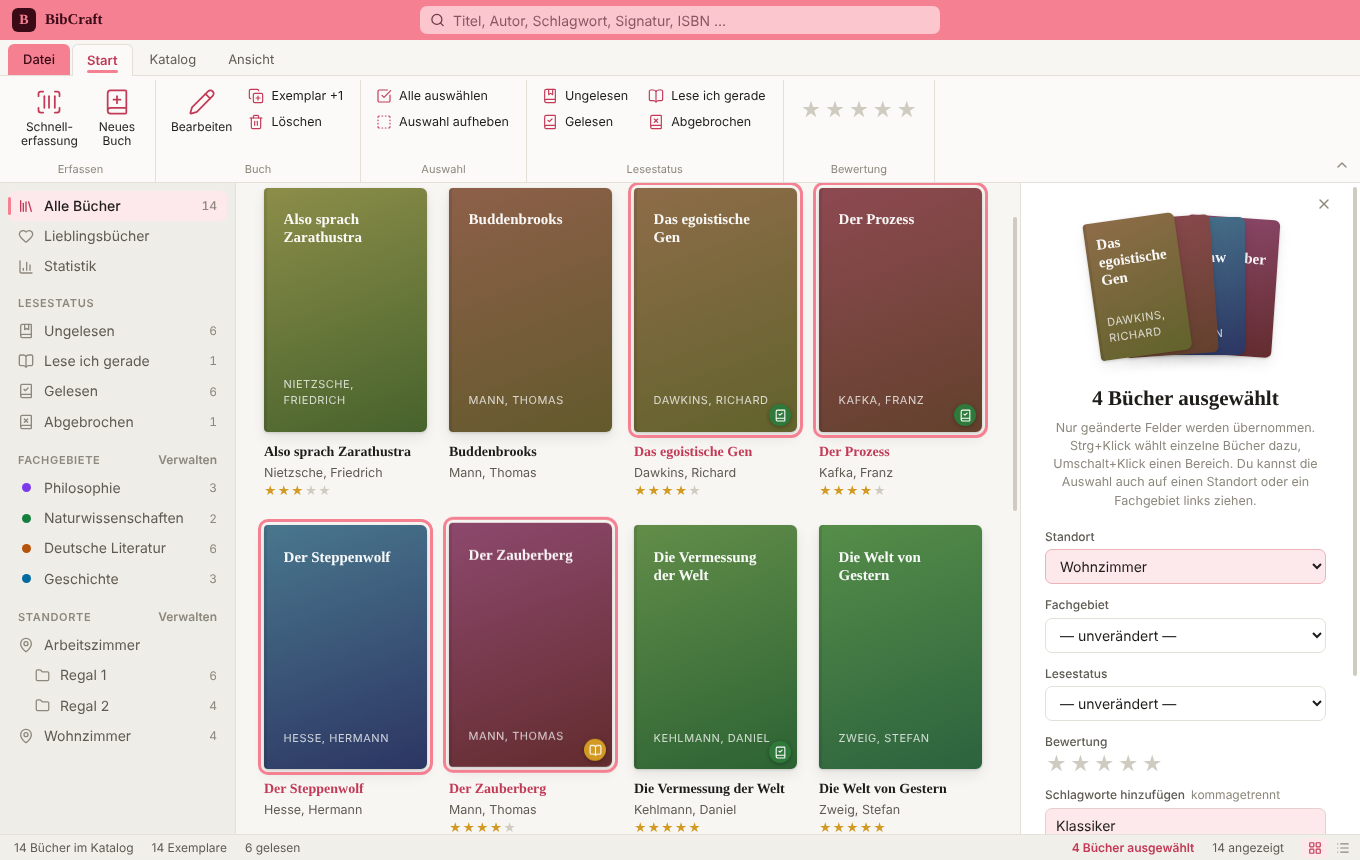 B BibCraft
Titel, Autor, Schlagwort, Signatur, ISBN ...
Datei Start Katalog Ansicht
Schnell-
erfassung
Neues
Buch
Erfassen
Bearbeiten
Exemplar +1
Löschen
Buch
Alle auswählen
Auswahl aufheben
Auswahl
Ungelesen
Lese ich gerade
Gelesen
Abgebrochen
Lesestatus
Bewertung
Alle Bücher 14
Lieblingsbücher
Statistik
LESESTATUS
Ungelesen 6
Lese ich gerade 1
Gelesen 6
Abgebrochen 1
FACHGEBIETE Verwalten
Philosophie 3
Naturwissenschaften 2
Deutsche Literatur 6
Geschichte 3
STANDORTE Verwalten
Arbeitszimmer
Regal 1 6
Regal 2 4
Wohnzimmer 4
Also sprach
Zarathustra
NIETZSCHE,
FRIEDRICH
Also sprach Zarathustra
Nietzsche, Friedrich
Buddenbrooks
MANN, THOMAS
Buddenbrooks
Mann, Thomas
Das egoistische
Gen
DAWKINS, RICHARD
Das egoistische Gen
Dawkins, Richard
Der Prozess
KAFKA, FRANZ
Der Prozess
Kafka, Franz
Der Steppenwolf
HESSE, HERMANN
Der Steppenwolf
Hesse, Hermann
Der Zauberberg
MANN, THOMAS
Der Zauberberg
Mann, Thomas
Die Vermessung
der Welt
KEHLMANN, DANIEL
Die Vermessung der Welt
Kehlmann, Daniel
Die Welt von
Gestern
ZWEIG, STEFAN
Die Welt von Gestern
Zweig, Stefan
Das
egoistische
Gen
DAWKINS,
RICHARD
4 Bücher ausgewählt
Nur geänderte Felder werden übernommen.
Strg+Klick wählt einzelne Bücher dazu,
Umschalt+Klick einen Bereich. Du kannst die
Auswahl auch auf einen Standort oder ein
Fachgebiet links ziehen.
Standort
Wohnzimmer
Fachgebiet
— unverändert —
Lesestatus
— unverändert —
Bewertung
Schlagworte hinzufügen kommagetrennt
Klassiker
14 Bücher im Katalog 14 Exemplare 6 gelesen
4 Bücher ausgewählt 14 angezeigt